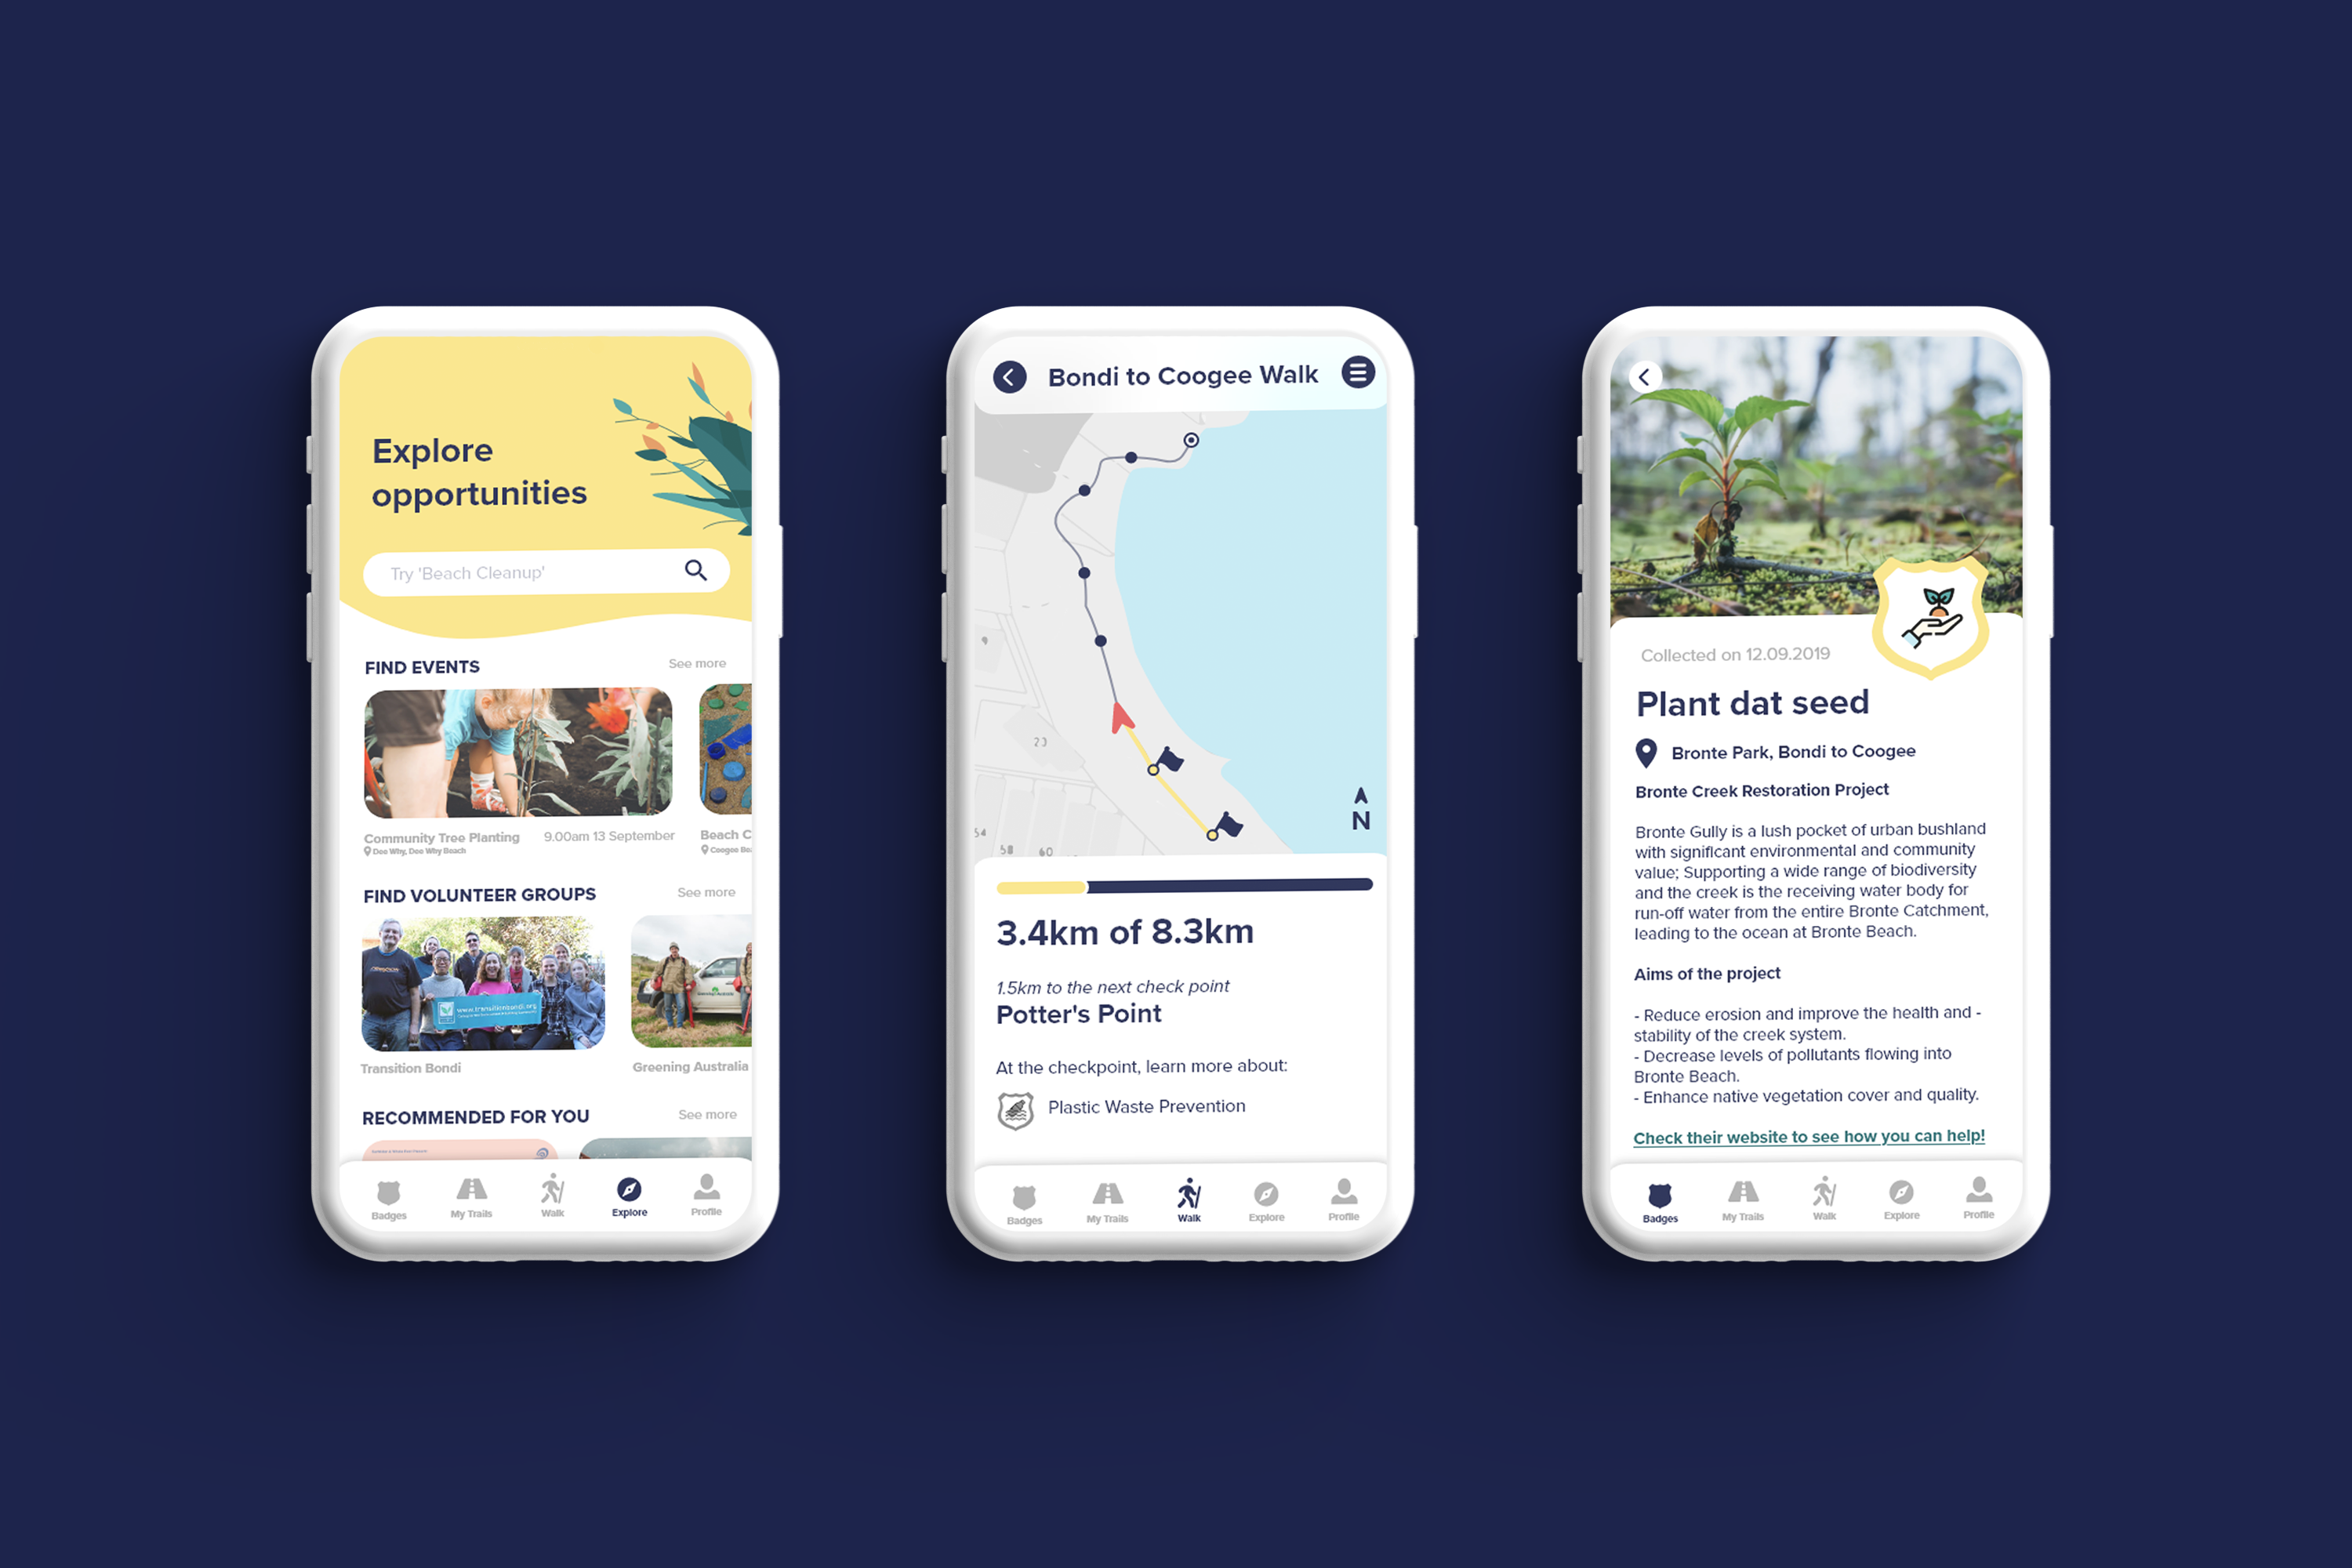 Explore
opportunities
Try 'Beach Cleanup'
FIND EVENTS
See more
Community Tree Planting
9.00am 13 September
Dee Why, Dee Why Beach
Beach C
Coogee Bea
FIND VOLUNTEER GROUPS
See more
www.transitionbondi.org
Transition Bondi
Greening Australia
RECOMMENDED FOR YOU
See more
Badges
My Trails
Walk
Explore
Profile
Bondi to Coogee Walk
9
23
54
58
60
N
3.4km of 8.3km
1.5km to the next check point
Potter's Point
At the checkpoint, learn more about:
Plastic Waste Prevention
Badges
My Trails
Walk
Explore
Profile
Collected on 12.09.2019
Plant dat seed
Bronte Park, Bondi to Coogee
Bronte Creek Restoration Project
Bronte Gully is a lush pocket of urban bushland
with significant environmental and community
value; Supporting a wide range of biodiversity
and the creek is the receiving water body for
run-off water from the entire Bronte Catchment,
leading to the ocean at Bronte Beach.
Aims of the project
- Reduce erosion and improve the health and -
stability of the creek system.
- Decrease levels of pollutants flowing into
Bronte Beach.
- Enhance native vegetation cover and quality.
Check their website to see how you can help!
Badges
My Trails
Walk
Explore
Profile